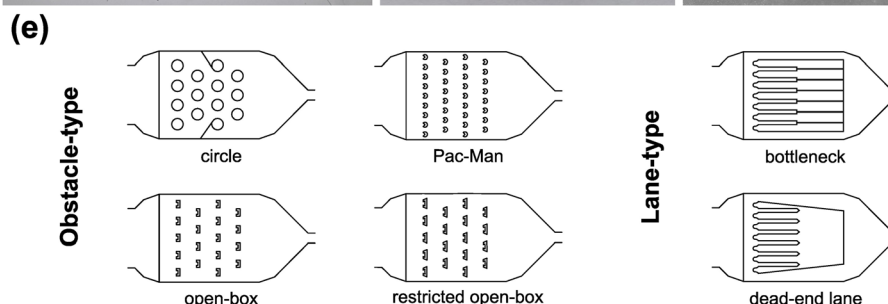 (e)
Obstacle-type
circle
Pac-Man
Lane-type
bottleneck
open-box
restricted open-box
dead-end lane